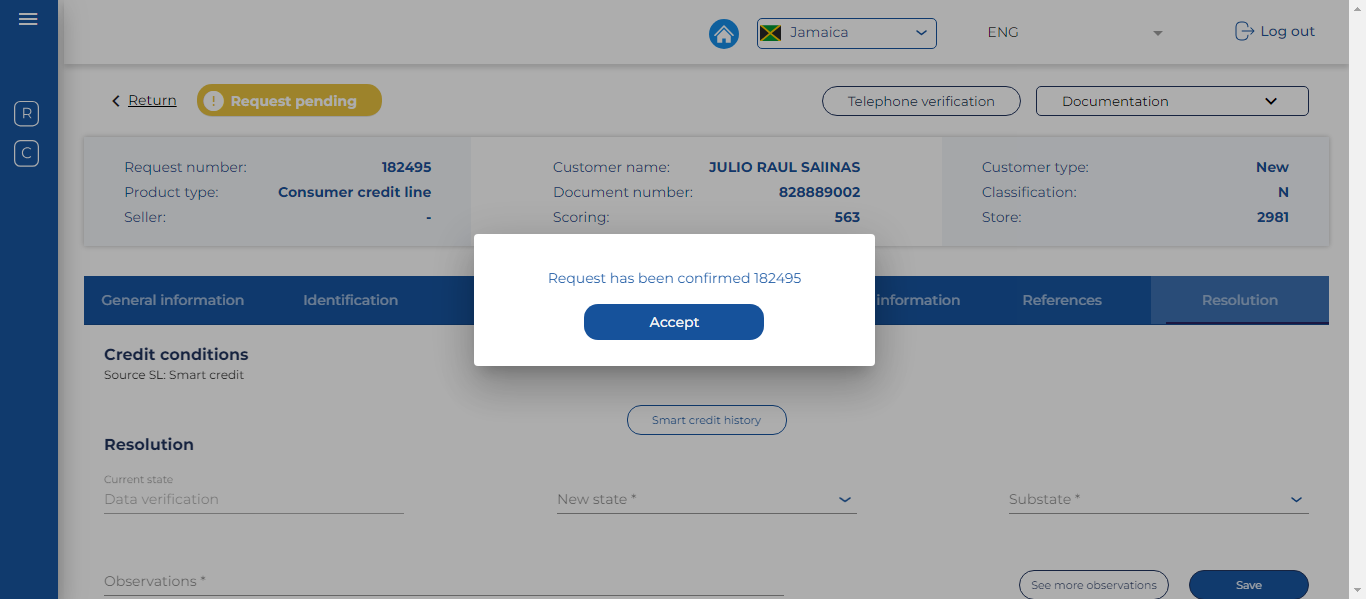 Jamaica
ENG
Log out
R
C
Return
! Request pending
Telephone verification
Documentation
Request number: 182495
Product type: Consumer credit line
Seller: -
Customer name: JULIO RAUL SAlINAS
Document number: 828889002
Scoring: 563
Customer type: New
Classification: N
Store: 2981
Request has been confirmed 182495
Accept
General information
Identification
information
References
Resolution
Credit conditions
Source SL: Smart credit
Smart credit history
Resolution
Current state
Data verification
New state *
Substate *
Observations *
See more observations
Save